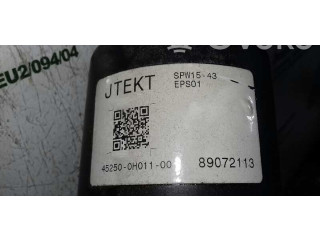 EU2/094/04
JTEKT
SPW15-43
EPS01
45250-0H011-00
89072113